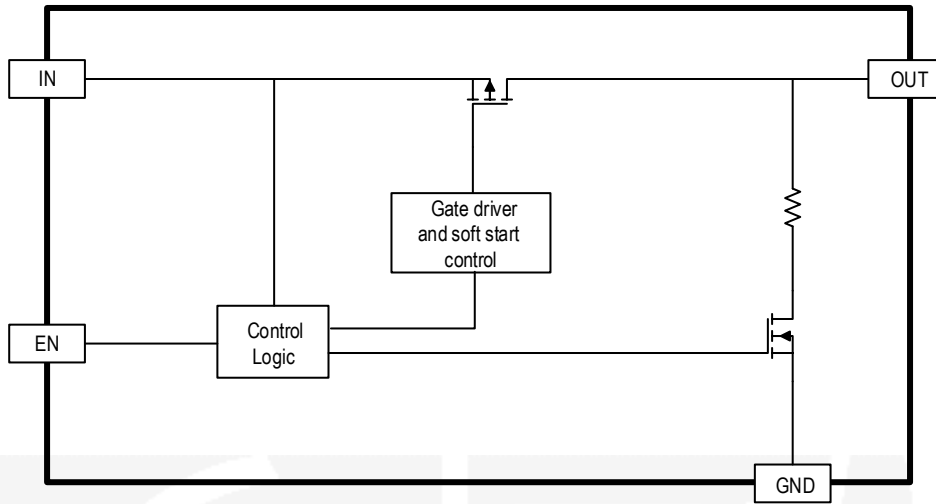 IN
OUT
Gate driver
and soft start
control
EN
Control
Logic
GND